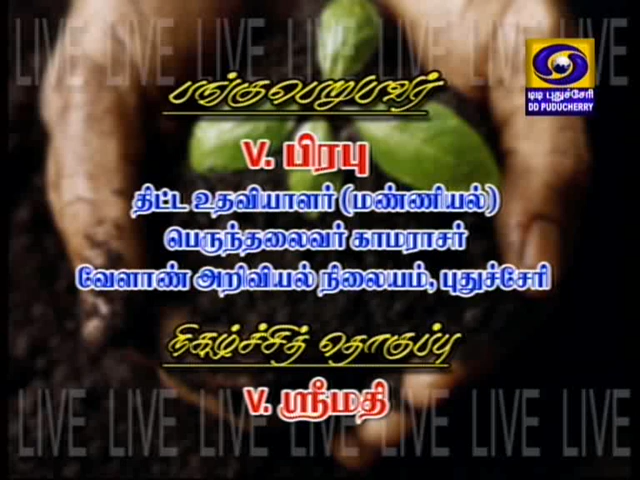 LIVE LIVE LIVE LIVE LIVE LIVE
டிடி புதுச்சேரி
DD PUDUCHERRY
பங்குபெறுபவர்
V. பிரபு
திட்ட உதவியாளர் (மண்ணியல்)
பெருந்தலைவர் காமராசர்
வேளாண் அறிவியல் நிலையம், புதுச்சேரி
நிகழ்ச்சித் தொகுப்பு
V. ஸ்ரீமதி
LIVE LIVE LIVE LIVE LIVE LIVE LIVE